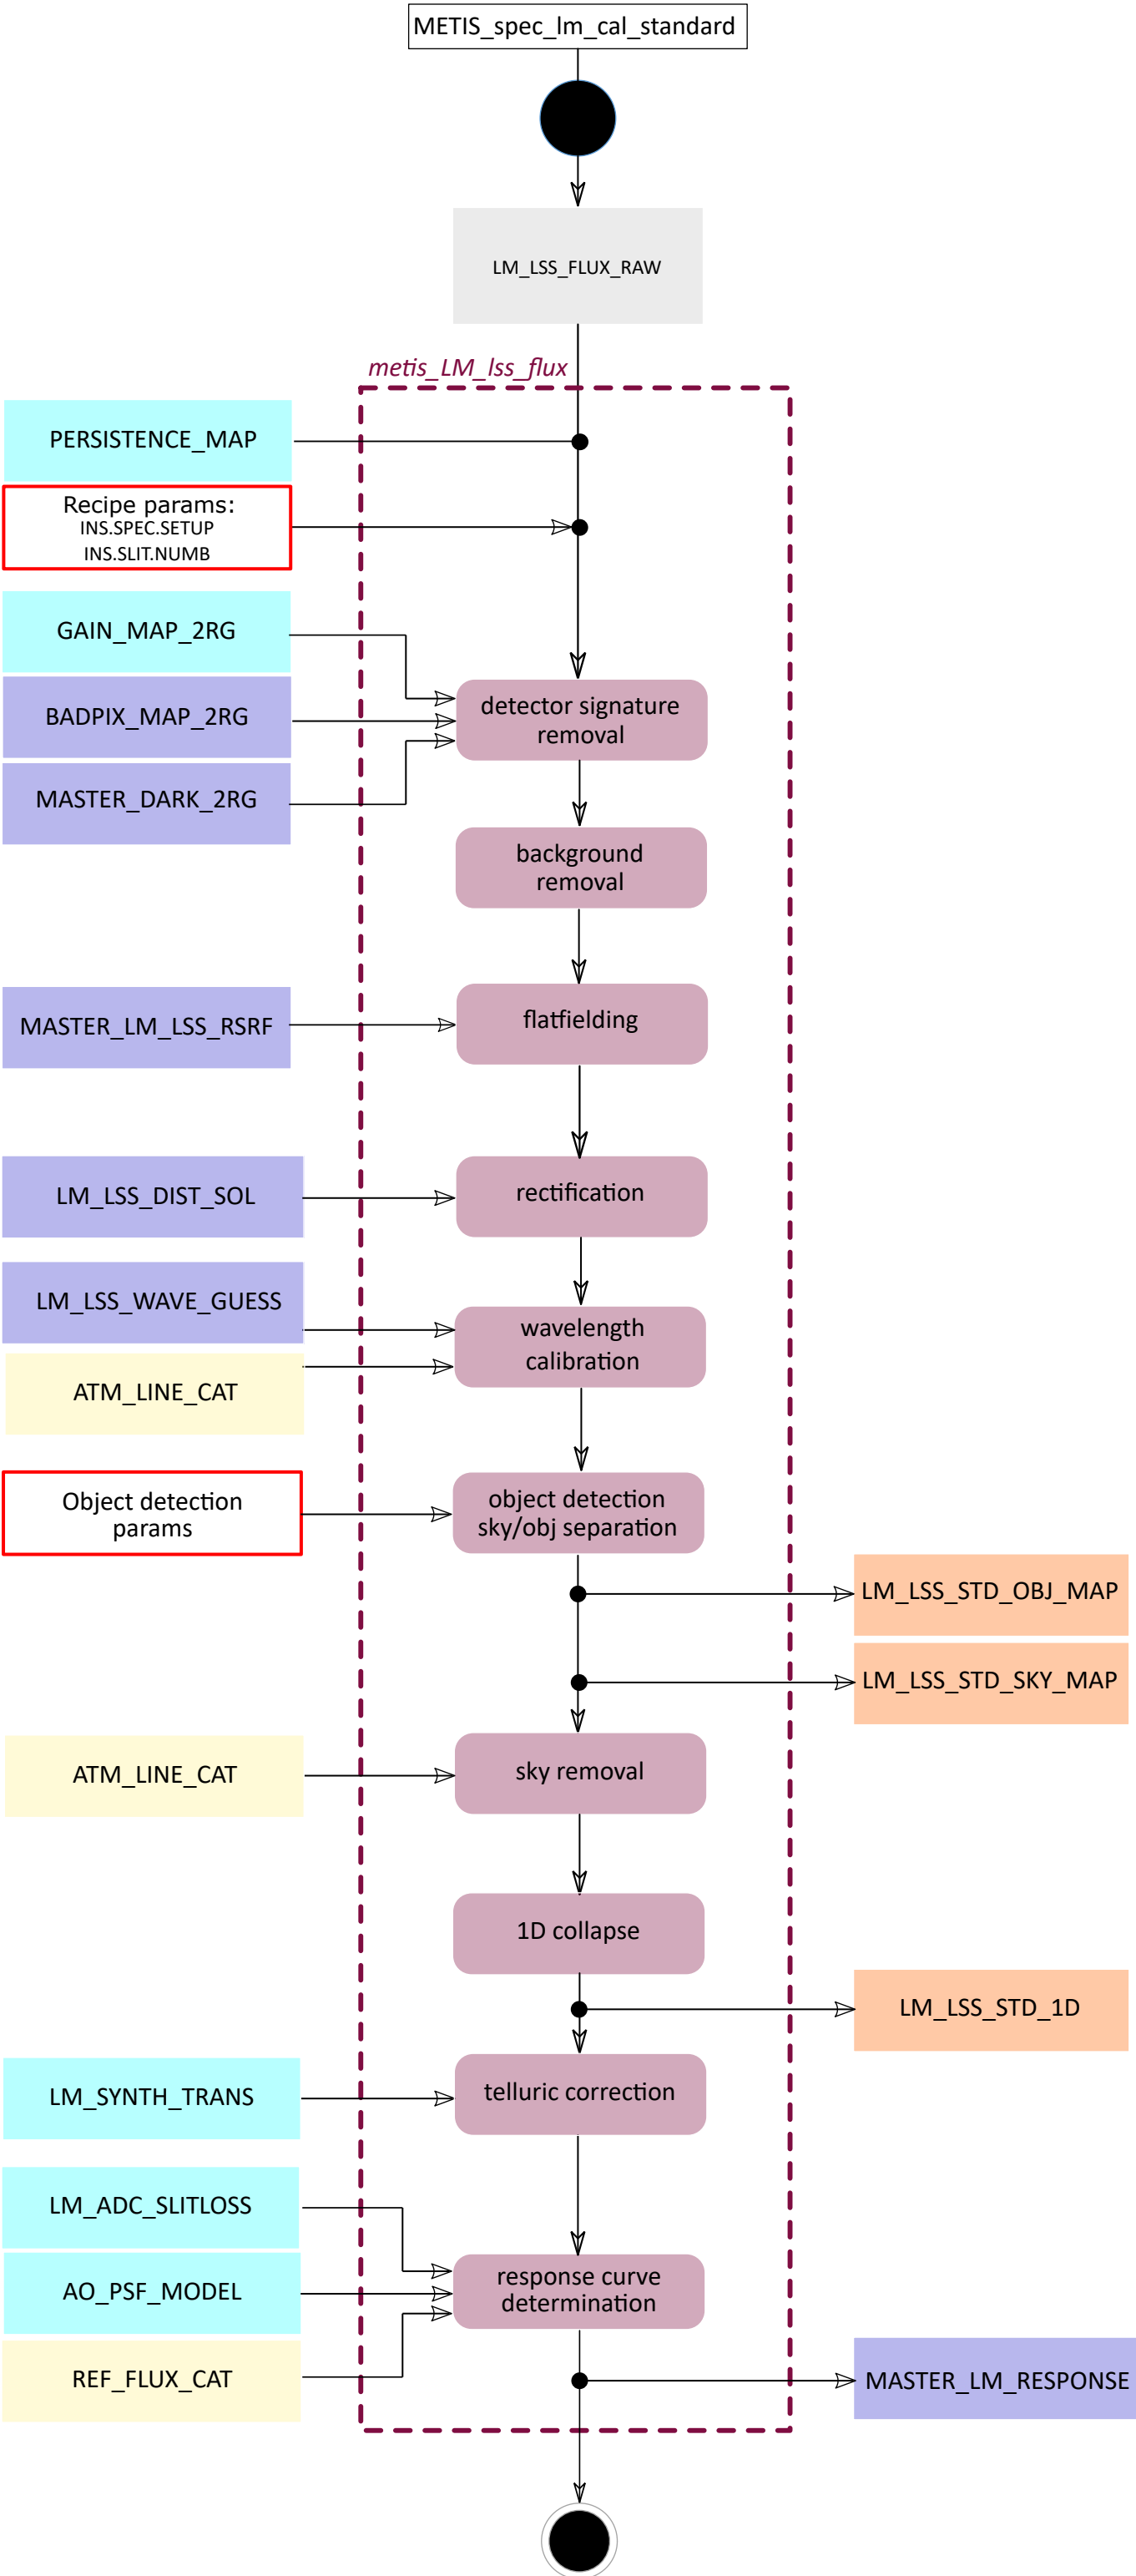 METIS_spec_lm_cal_standard
LM_LSS_FLUX_RAW
metis_LM_lss_flux
PERSISTENCE_MAP
Recipe params:
INS.SPEC.SETUP
INS.SLIT.NUMB
GAIN_MAP_2RG
BADPIX_MAP_2RG
MASTER_DARK_2RG
detector signature
removal
background
removal
MASTER_LM_LSS_RSRF
flatfielding
LM_LSS_DIST_SOL
rectification
LM_LSS_WAVE_GUESS
ATM_LINE_CAT
wavelength
calibration
Object detection
params
object detection
sky/obj separation
LM_LSS_STD_OBJ_MAP
LM_LSS_STD_SKY_MAP
ATM_LINE_CAT
sky removal
1D collapse
LM_LSS_STD_1D
LM_SYNTH_TRANS
telluric correction
LM_ADC_SLITLOSS
AO_PSF_MODEL
REF_FLUX_CAT
response curve
determination
MASTER_LM_RESPONSE